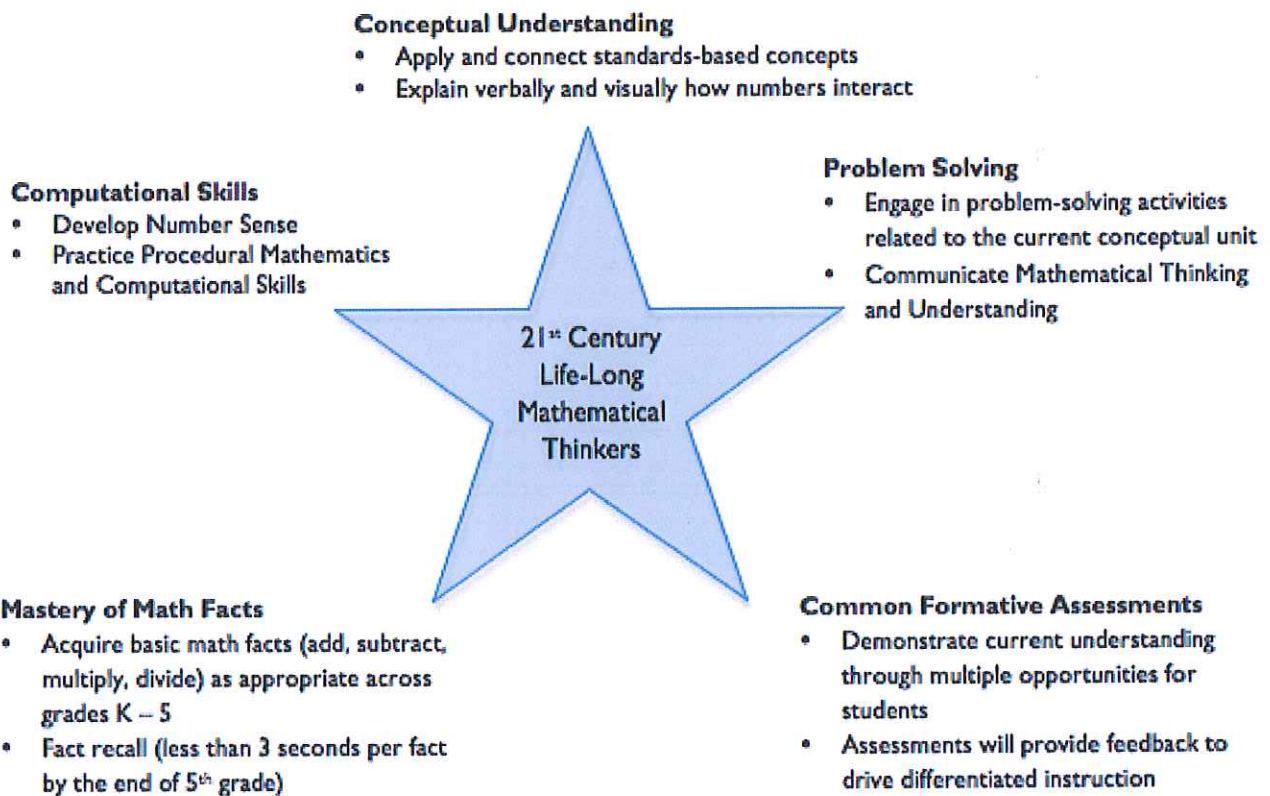 Conceptual Understanding
• Apply and connect standards-based concepts
• Explain verbally and visually how numbers interact
Computational Skills
• Develop Number Sense
• Practice Procedural Mathematics
and Computational Skills
Problem Solving
• Engage in problem-solving activities
related to the current conceptual unit
• Communicate Mathematical Thinking
and Understanding
21st Century
Life-Long
Mathematical
Thinkers
Mastery of Math Facts
• Acquire basic math facts (add, subtract,
multiply, divide) as appropriate across
grades K – 5
• Fact recall (less than 3 seconds per fact
by the end of 5th grade)
Common Formative Assessments
• Demonstrate current understanding
through multiple opportunities for
students
• Assessments will provide feedback to
drive differentiated instruction